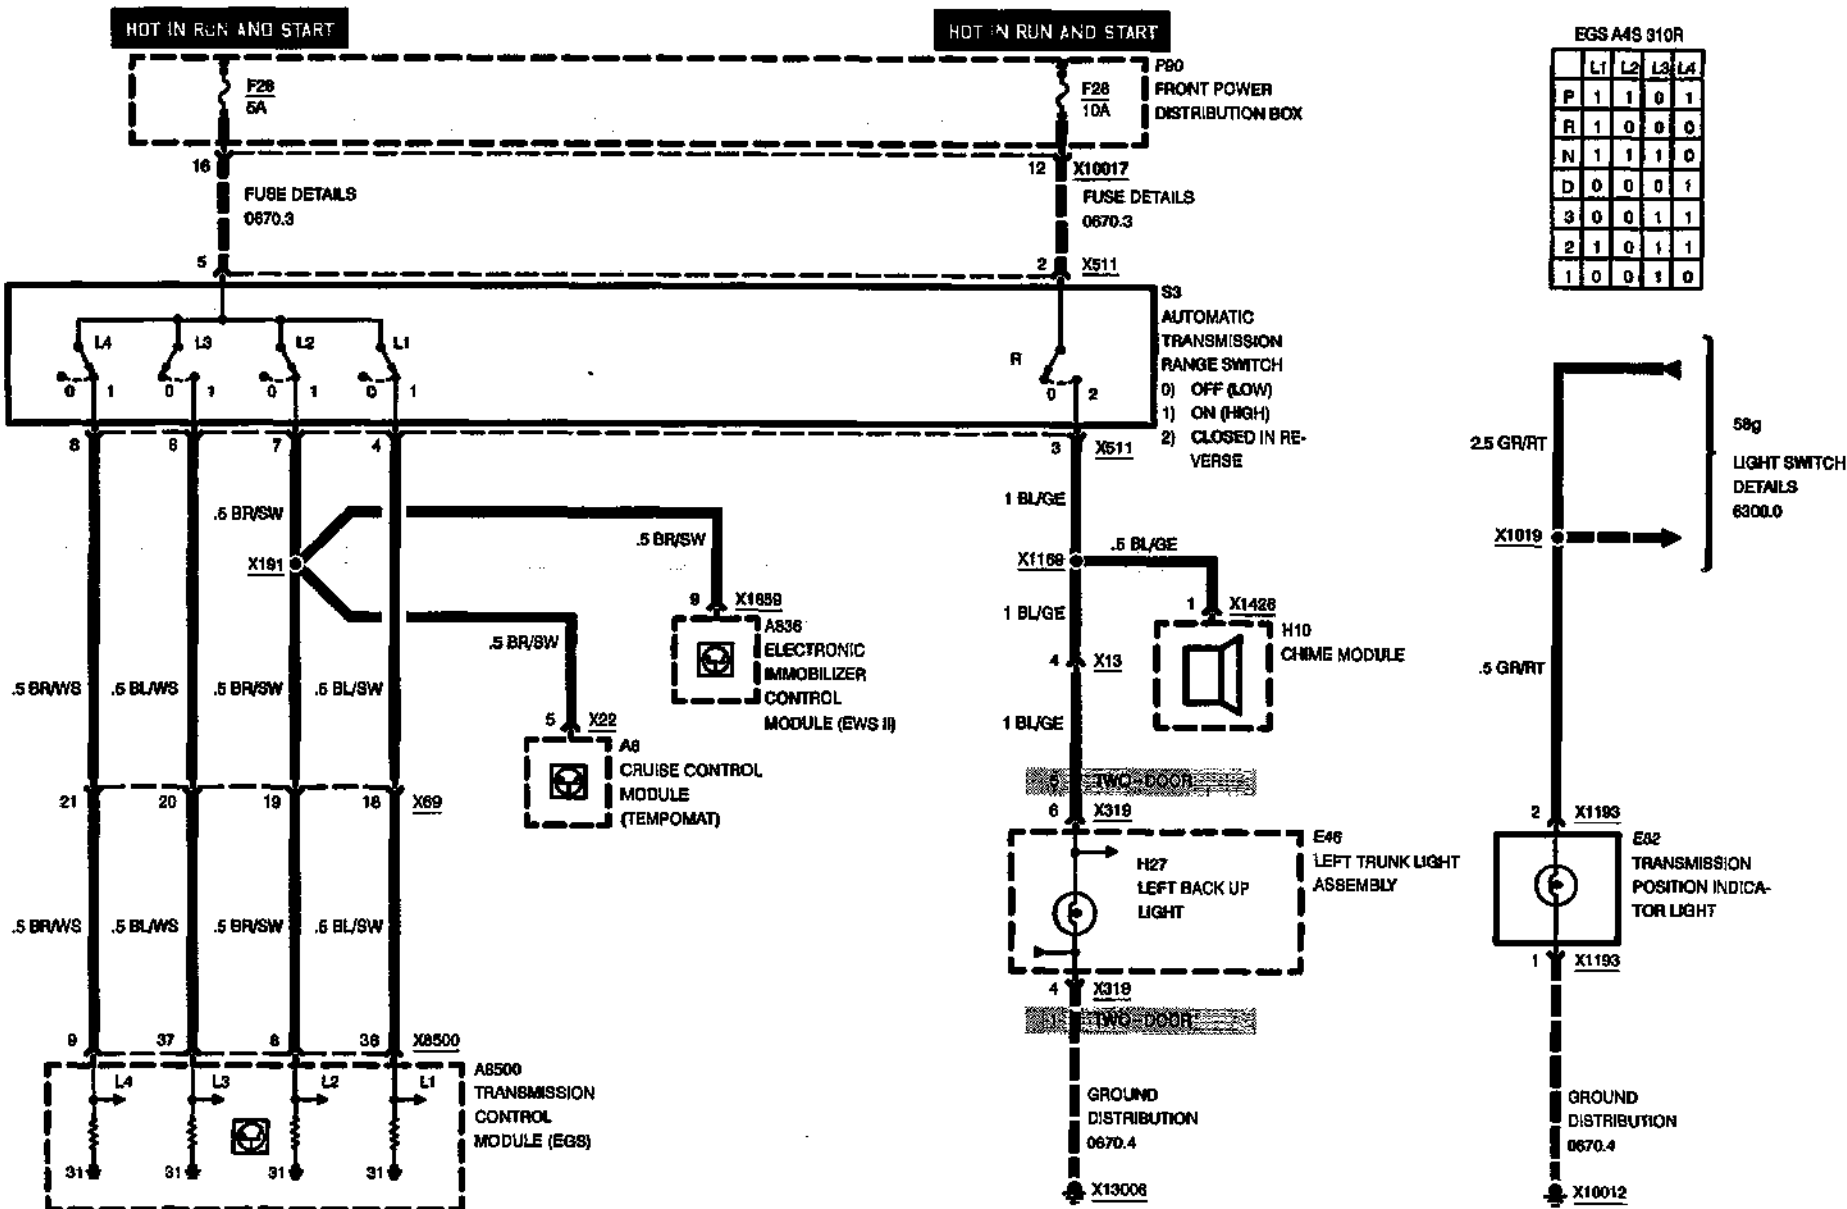 HOT IN RUN AND START
HOT IN RUN AND START
EGS A4S 310R
F28
5A
F26
10A
P90
FRONT POWER
DISTRIBUTION BOX
L1 L2 L3 L4
P 1 1 0 1
R 1 0 0 0
N 1 1 1 0
D 0 0 0 1
3 0 0 1 1
2 1 0 1 1
1 0 0 1 0
16
12 X10017
FUSE DETAILS
0670.3
FUSE DETAILS
0670.3
5
2 X511
S3
AUTOMATIC
TRANSMISSION
RANGE SWITCH
0) OFF (LOW)
1) ON (HIGH)
2) CLOSED IN RE-
VERSE
L4 L3 L2 L1
R
0 1 0 1 0 1 0 1
0 2
8 6 7 4
3 X511
58g
LIGHT SWITCH
DETAILS
6300.0
2.5 GR/RT
X1019
.5 GR/RT
.5 BR/SW
X191
.5 BR/SW
.5 BR/SW
1 BL/GE
X1169
.5 BL/GE
1 BL/GE
9 X1659
A836
ELECTRONIC
IMMOBILIZER
CONTROL
MODULE (EWS II)
1 X1426
H10
CHIME MODULE
4 X13
1 BL/GE
.5 BR/WS
.5 BL/WS
.5 BR/SW
.5 BL/SW
5 X22
A6
CRUISE CONTROL
MODULE
(TEMPOMAT)
21 20 19 18 X69
5 TWO-DOOR
6 X319
E46
LEFT TRUNK LIGHT
ASSEMBLY
H27
LEFT BACK UP
LIGHT
4 X319
1 TWO-DOOR
2 X1193
E82
TRANSMISSION
POSITION INDICA-
TOR LIGHT
1 X1193
.5 BR/WS
.5 BL/WS
.5 BR/SW
.5 BL/SW
9 37 8 36 X8500
A8500
TRANSMISSION
CONTROL
MODULE (EGS)
L4 L3 L2 L1
31 31 31 31
GROUND
DISTRIBUTION
0670.4
X13006
GROUND
DISTRIBUTION
0670.4
X10012